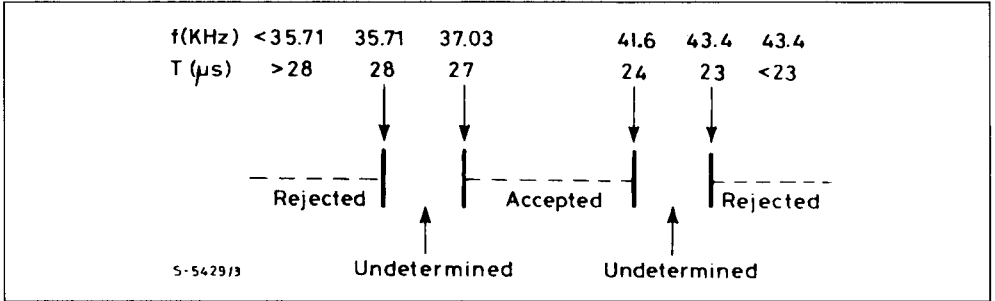 f(KHz) <35.71 35.71 37.03 41.6 43.4 43.4
T (μs) >28 28 27 24 23 <23
Rejected Accepted Rejected
S-5429/3 Undetermined Undetermined